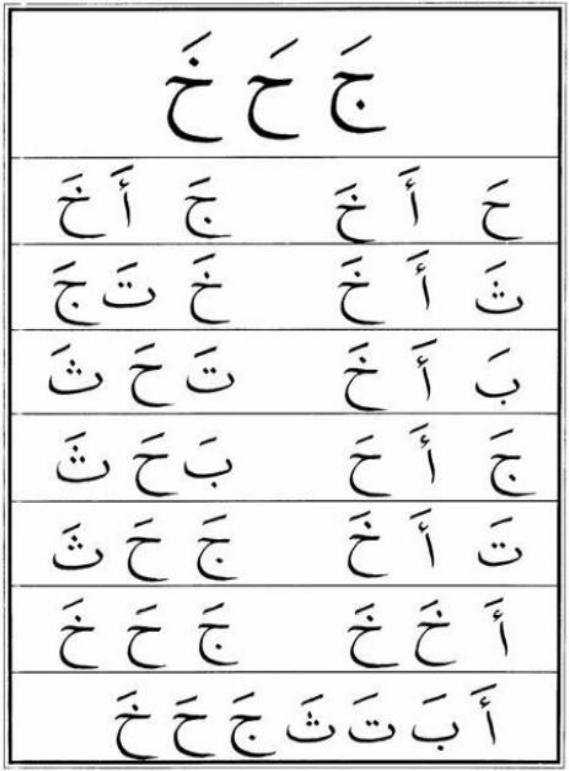 جَ حَ خَ
حَ أَ خَ جَ أَ خَ
ثَ أَ خَ خَ تَ جَ
بَ أَ خَ تَ حَ ثَ
جَ أَ حَ بَ حَ ثَ
تَ أَ خَ جَ حَ ثَ
أَ خَ خَ جَ حَ خَ
أَ بَ تَ ثَ جَ حَ خَ